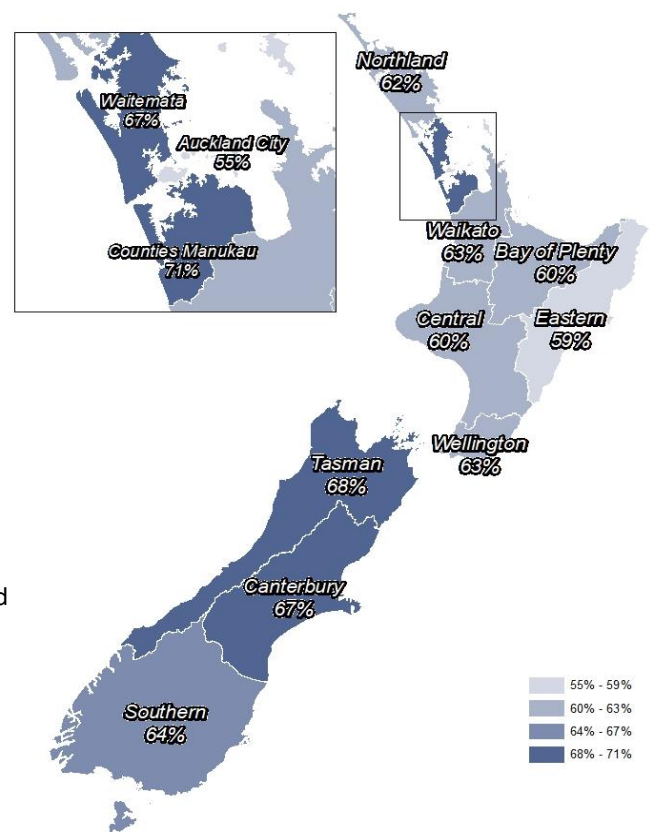 Northland
62%
Waitematā
67%
Auckland City
55%
Counties Manukau
71%
Waikato
63%
Bay of Plenty
60%
Central
60%
Eastern
59%
Wellington
63%
Tasman
68%
Canterbury
67%
Southern
64%
d
55% - 59%
60% - 63%
64% - 67%
68% - 71%